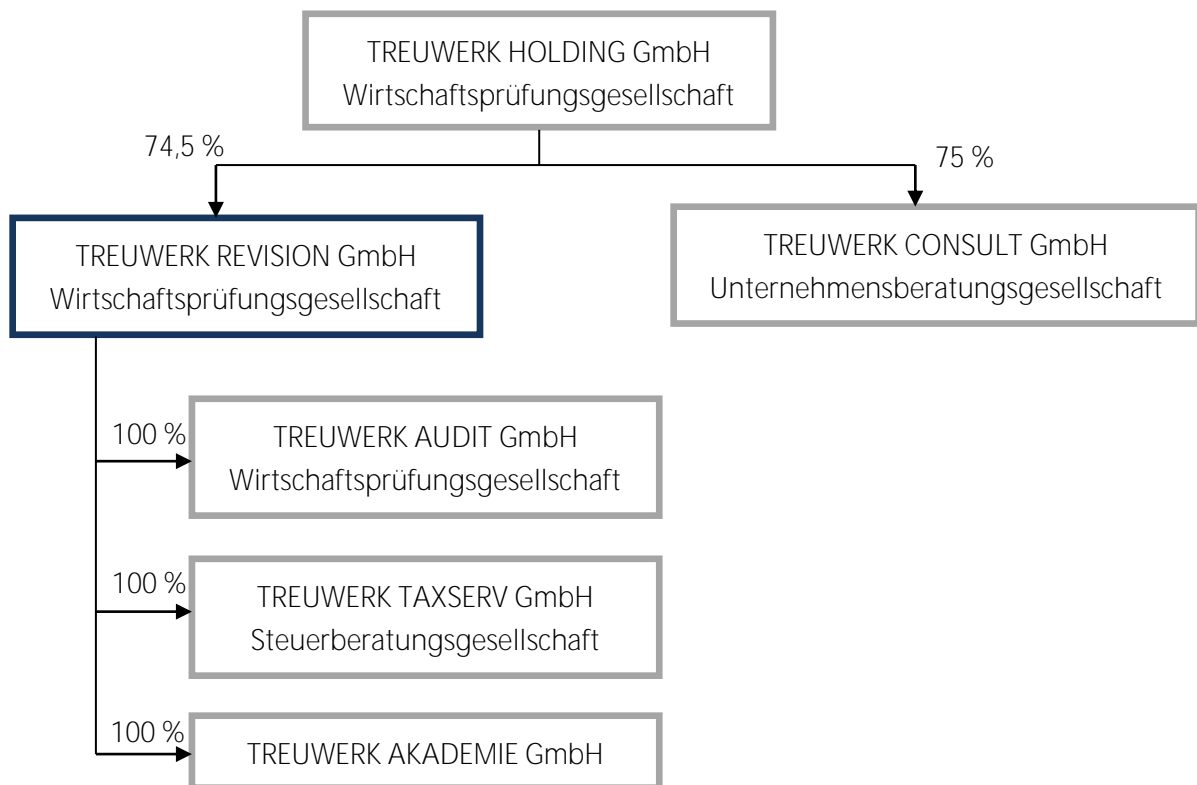 TREUWERK HOLDING GmbH
Wirtschaftsprüfungsgesellschaft
74,5 %
75 %
TREUWERK REVISION GmbH
Wirtschaftsprüfungsgesellschaft
TREUWERK CONSULT GmbH
Unternehmensberatungsgesellschaft
100 %
TREUWERK AUDIT GmbH
Wirtschaftsprüfungsgesellschaft
100 %
TREUWERK TAXSERV GmbH
Steuerberatungsgesellschaft
100 %
TREUWERK AKADEMIE GmbH